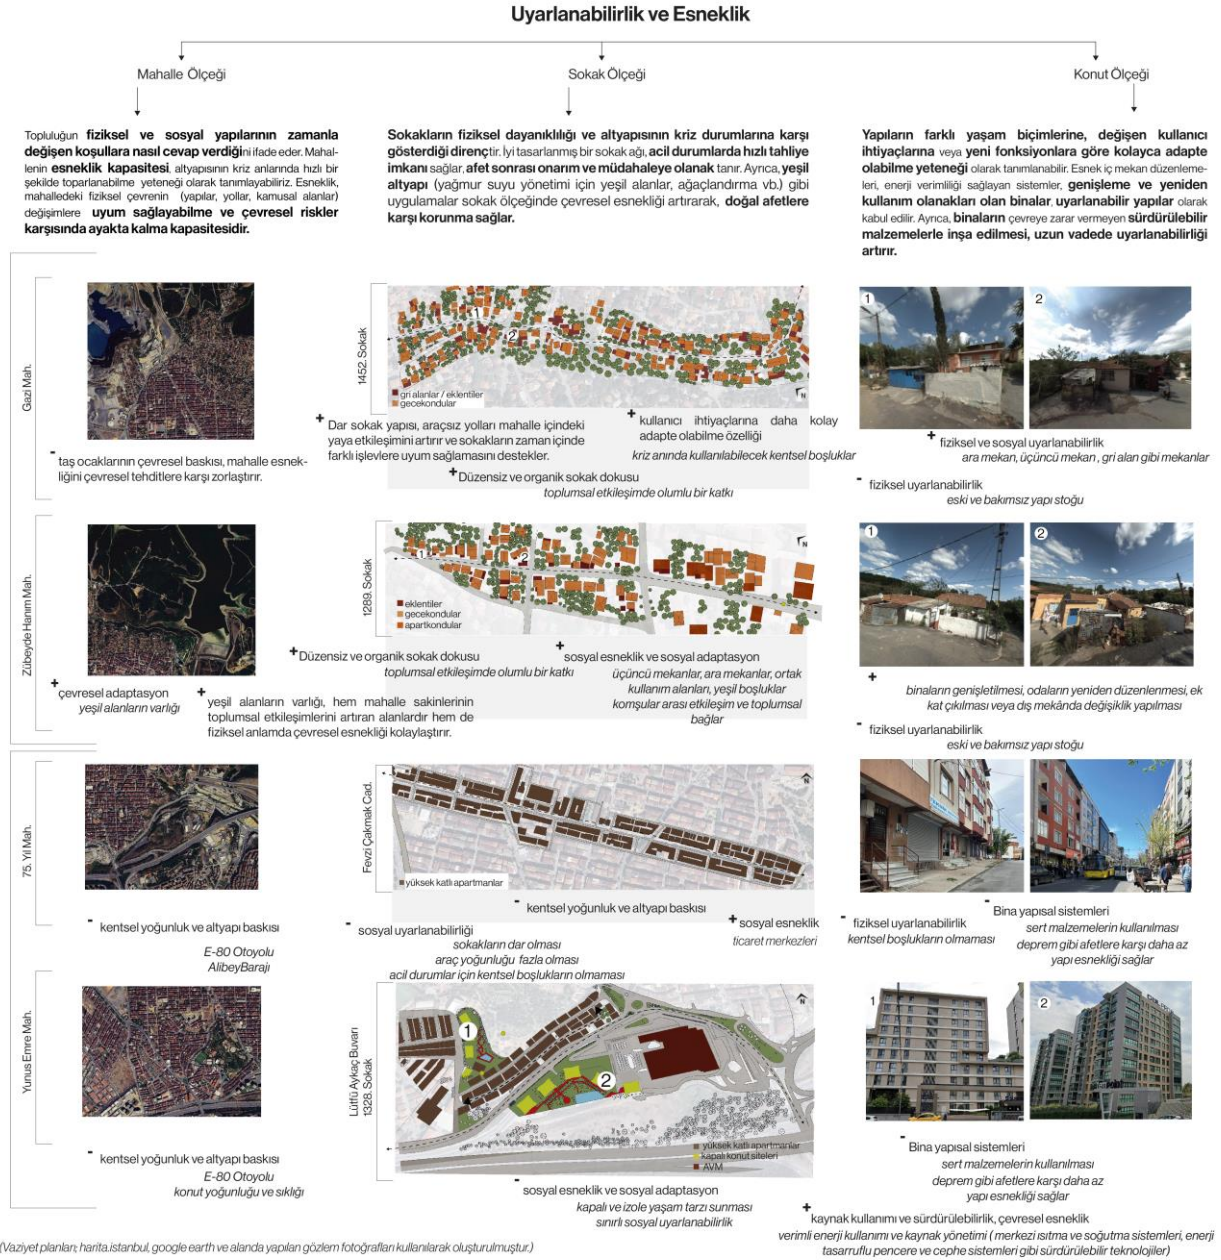 Uyarlanabilirlik ve Esneklik
Mahalle Ölçeği
Topluluğun fiziksel ve sosyal yapılarının zamanla
değişen koşullara nasıl cevap verdiğini ifade eder. Mahal-
lenin esneklik kapasitesi, altyapısının kriz anlarında hızlı bir
şekilde toparlanabilme yeteneği olarak tanımlayabiliriz. Esneklik,
mahalledeki fiziksel çevrenin (yapılar, yollar, kamusal alanlar)
değişimlere uyum sağlayabilme ve çevresel riskler
karşısında ayakta kalma kapasitesidir.
Sokak Ölçeği
Sokakların fiziksel dayanıklılığı ve altyapısının kriz durumlarına karşı
gösterdiği dirençtir. İyi tasarlanmış bir sokak ağı, acil durumlarda hızlı tahliye
imkanı sağlar, afet sonrası onarım ve müdahaleye olanak tanır. Ayrıca, yeşil
altyapı (yağmur suyu yönetimi için yeşil alanlar, ağaçlandırma vb.) gibi
uygulamalar sokak ölçeğinde çevresel esnekliği artırarak, doğal afetlere
karşı korunma sağlar.
Konut Ölçeği
Yapıların farklı yaşam biçimlerine, değişen kullanıcı
ihtiyaçlarına veya yeni fonksiyonlara göre kolayca adapte
olabilme yeteneği olarak tanımlanabilir. Esnek iç mekan düzenleme-
leri, enerji verimliliği sağlayan sistemler, genişleme ve yeniden
kullanım olanakları olan binalar, uyarlanabilir yapılar olarak
kabul edilir. Ayrıca, binaların çevreye zarar vermeyen sürdürülebilir
malzemelerle inşa edilmesi, uzun vadede uyarlanabilirliği
artırır.
Gazi Mah.
- taş ocaklarının çevresel baskısı, mahalle esnek-
liğini çevresel tehditlere karşı zorlaştırır.
1452. Sokak
1
2
N
gri alanlar / eklentiler
gecekondular
+ Dar sokak yapısı, araçsız yolları mahalle içindeki
yaya etkileşimini artırır ve sokakların zaman içinde
farklı işlevlere uyum sağlamasını destekler.
+ kullanıcı ihtiyaçlarına daha kolay
adapte olabilme özelliği
kriz anında kullanılabilecek kentsel boşluklar
+ Düzensiz ve organik sokak dokusu
toplumsal etkileşimde olumlu bir katkı
1
2
+ fiziksel ve sosyal uyarlanabilirlik
ara mekan, üçüncü mekan , gri alan gibi mekanlar
- fiziksel uyarlanabilirlik
eski ve bakımsız yapı stoğu
Zübeyde Hanım Mah.
+ çevresel adaptasyon
yeşil alanların varlığı
+ yeşil alanların varlığı, hem mahalle sakinlerinin
toplumsal etkileşimlerini artıran alanlardır hem de
fiziksel anlamda çevresel esnekliği kolaylaştırır.
1289. Sokak
1
2
N
eklentiler
gecekondular
apartkondular
+ Düzensiz ve organik sokak dokusu
toplumsal etkileşimde olumlu bir katkı
+ sosyal esneklik ve sosyal adaptasyon
üçüncü mekanlar, ara mekanlar, ortak
kullanım alanları, yeşil boşluklar
komşular arası etkileşim ve toplumsal
bağlar
1
2
+ binaların genişletilmesi, odaların yeniden düzenlenmesi, ek
kat çıkılması veya dış mekânda değişiklik yapılması
- fiziksel uyarlanabilirlik
eski ve bakımsız yapı stoğu
75. Yıl Mah.
- kentsel yoğunluk ve altyapı baskısı
E-80 Otoyolu
AlibeyBarajı
Fevzi Çakmak Cad.
N
yüksek katlı apartmanlar
- kentsel yoğunluk ve altyapı baskısı
- sosyal uyarlanabilirliği
sokakların dar olması
araç yoğunluğu fazla olması
acil durumlar için kentsel boşlukların olmaması
+ sosyal esneklik
ticaret merkezleri
- fiziksel uyarlanabilirlik
kentsel boşlukların olmaması
- Bina yapısal sistemleri
sert malzemelerin kullanılması
deprem gibi afetlere karşı daha az
yapı esnekliği sağlar
Yunus Emre Mah.
- kentsel yoğunluk ve altyapı baskısı
E-80 Otoyolu
konut yoğunluğu ve sıklığı
Lütfü Aykaç Buvarı
1328. Sokak
1
2
N
yüksek katlı apartmanlar
kapalı konut siteleri
AVM
- sosyal esneklik ve sosyal adaptasyon
kapalı ve izole yaşam tarzı sunması
sınırlı sosyal uyarlanabilirlik
1
2
- Bina yapısal sistemleri
sert malzemelerin kullanılması
deprem gibi afetlere karşı daha az
yapı esnekliği sağlar
+ kaynak kullanımı ve sürdürülebilirlik, çevresel esneklik
verimli enerji kullanımı ve kaynak yönetimi ( merkezi ısıtma ve soğutma sistemleri, enerji
tasarruflu pencere ve cephe sistemleri gibi sürdürülebilir teknolojiler)
(Vaziyet planları; harita.istanbul, google earth ve alanda yapılan gözlem fotoğrafları kullanılarak oluşturulmuştur.)